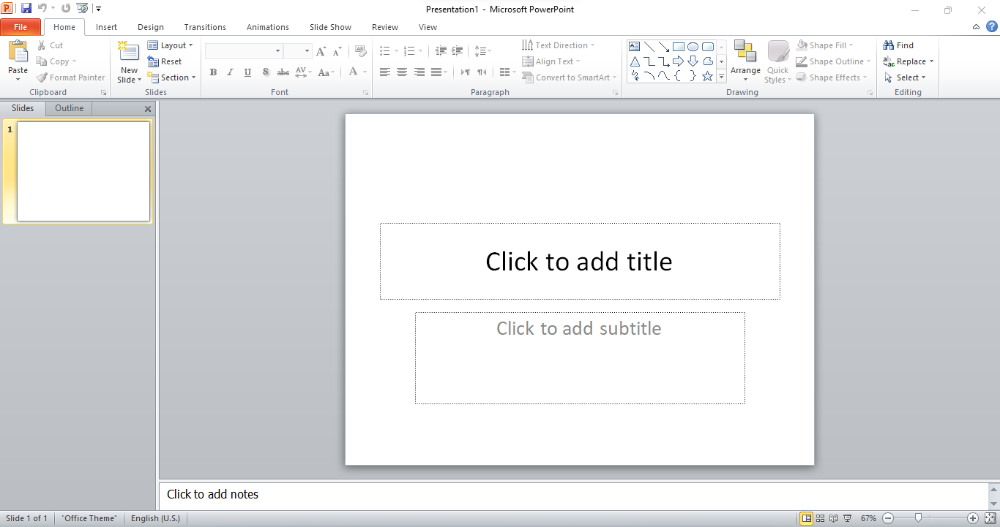 Presentation1 - Microsoft PowerPoint
File Home Insert Design Transitions Animations Slide Show Review View
Paste
Cut
Copy
Format Painter
Clipboard
New Slide
Layout
Reset
Section
Slides
B I U S abc AV Aa A
Font
Paragraph
Text Direction
Align Text
Convert to SmartArt
Arrange
Quick Styles
Shape Fill
Shape Outline
Shape Effects
Drawing
Find
Replace
Select
Editing
Slides Outline
1
Click to add title
Click to add subtitle
Click to add notes
Slide 1 of 1 "Office Theme" English (U.S.) 67%